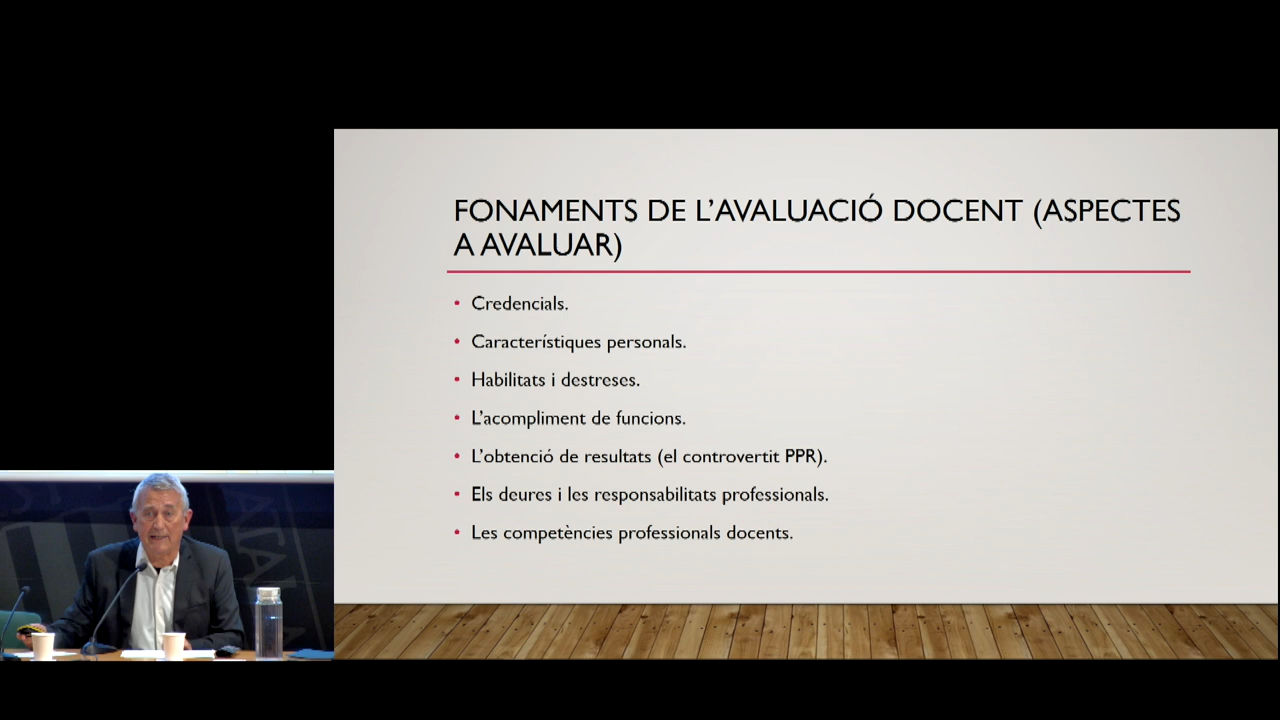 FONAMENTS DE L'AVALUACIÓ DOCENT (ASPECTES
A AVALUAR)
• Credencials.
• Característiques personals.
• Habilitats i destreses.
• L'acompliment de funcions.
• L'obtenció de resultats (el controvertit PPR).
• Els deures i les responsabilitats professionals.
• Les competències professionals docents.